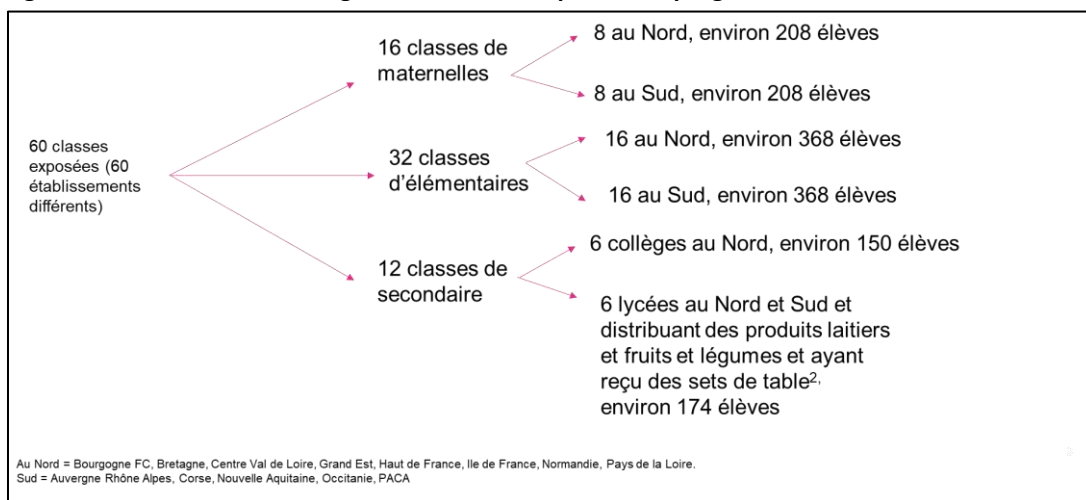 60 classes
exposées (60
établissements
différents)
16 classes de
maternelles
8 au Nord, environ 208 élèves
8 au Sud, environ 208 élèves
32 classes
d’élémentaires
16 au Nord, environ 368 élèves
16 au Sud, environ 368 élèves
12 classes de
secondaire
6 collèges au Nord, environ 150 élèves
6 lycées au Nord et Sud et
distribuant des produits laitiers
et fruits et légumes et ayant
reçu des sets de table²,
environ 174 élèves
Au Nord = Bourgogne FC, Bretagne, Centre Val de Loire, Grand Est, Haut de France, Ile de France, Normandie, Pays de la Loire.
Sud = Auvergne Rhône Alpes, Corse, Nouvelle Aquitaine, Occitanie, PACA